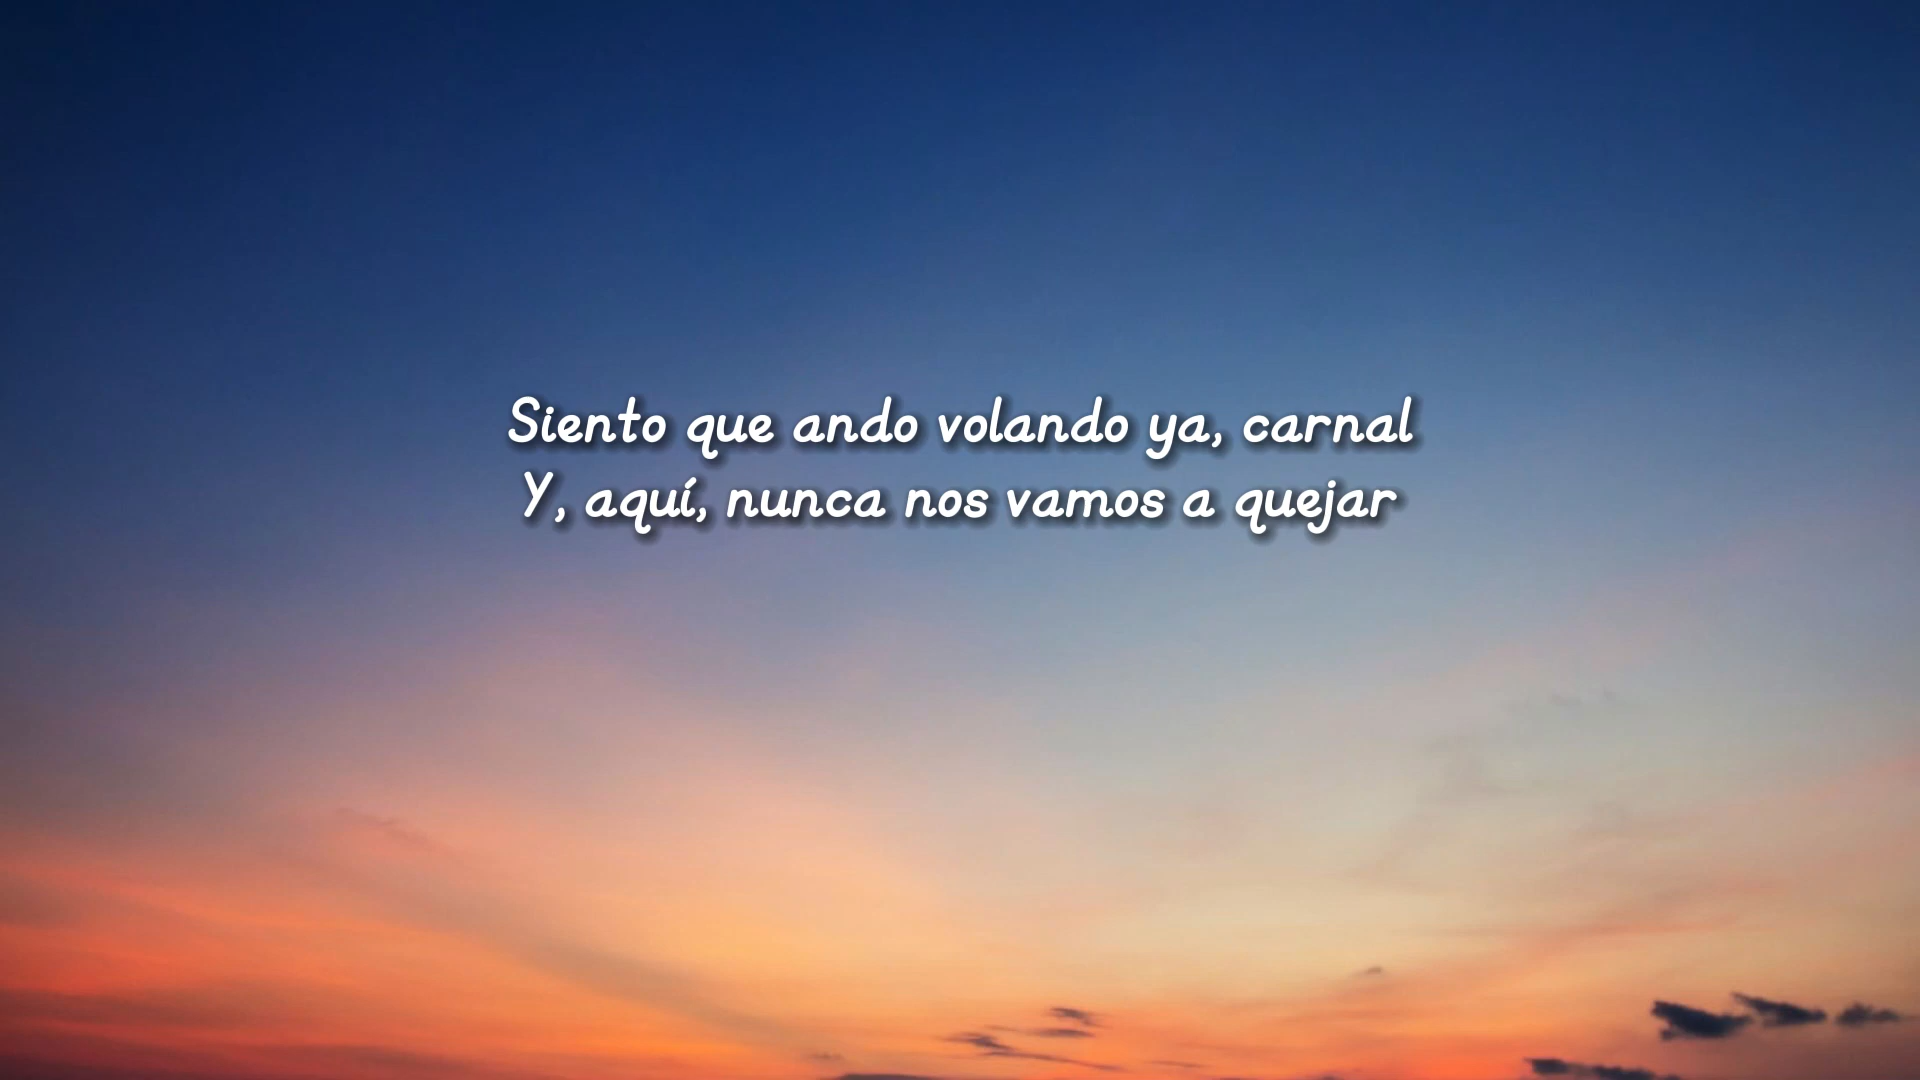 Siento que ando volando ya, carnal
Y, aquí, nunca nos vamos a quejar